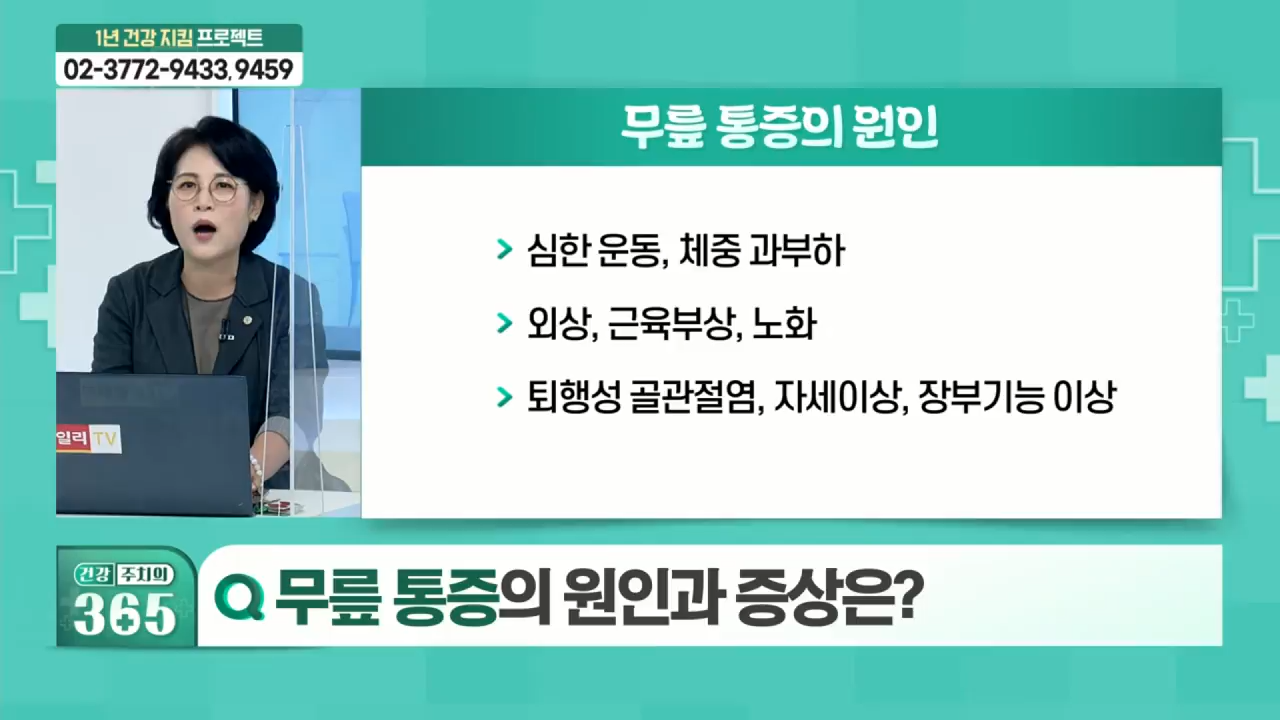 1년 건강 지킴 프로젝트
02-3772-9433, 9459
무릎 통증의 원인
> 심한 운동, 체중 과부하
> 외상, 근육부상, 노화
> 퇴행성 골관절염, 자세이상, 장부기능 이상
일리 TV
건강 주치의
365
Q 무릎 통증의 원인과 증상은?